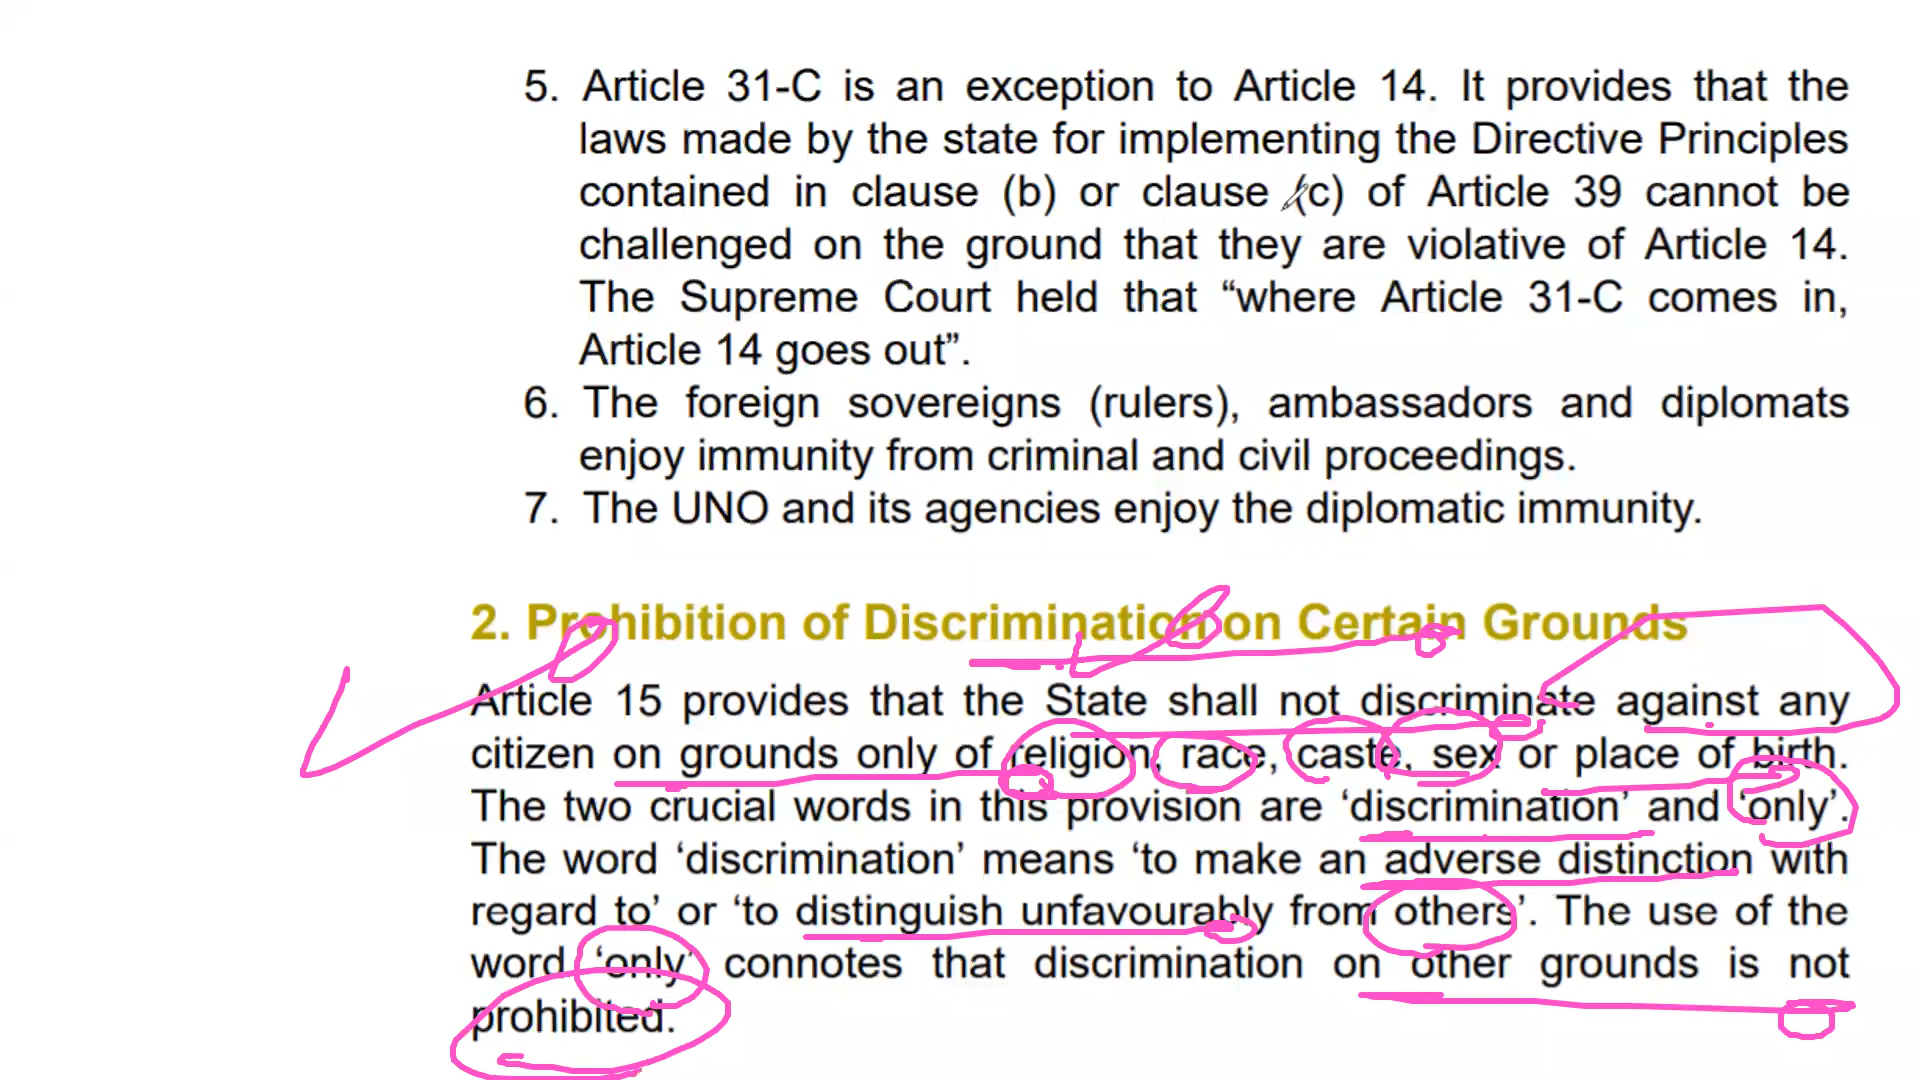 5. Article 31-C is an exception to Article 14. It provides that the
laws made by the state for implementing the Directive Principles
contained in clause (b) or clause (c) of Article 39 cannot be
challenged on the ground that they are violative of Article 14.
The Supreme Court held that “where Article 31-C comes in,
Article 14 goes out”.
6. The foreign sovereigns (rulers), ambassadors and diplomats
enjoy immunity from criminal and civil proceedings.
7. The UNO and its agencies enjoy the diplomatic immunity.
2. Prohibition of Discrimination on Certain Grounds
Article 15 provides that the State shall not discriminate against any
citizen on grounds only of religion, race, caste, sex or place of birth.
The two crucial words in this provision are ‘discrimination’ and ‘only’.
The word ‘discrimination’ means ‘to make an adverse distinction with
regard to’ or ‘to distinguish unfavourably from others’. The use of the
word ‘only’ connotes that discrimination on other grounds is not
prohibited.